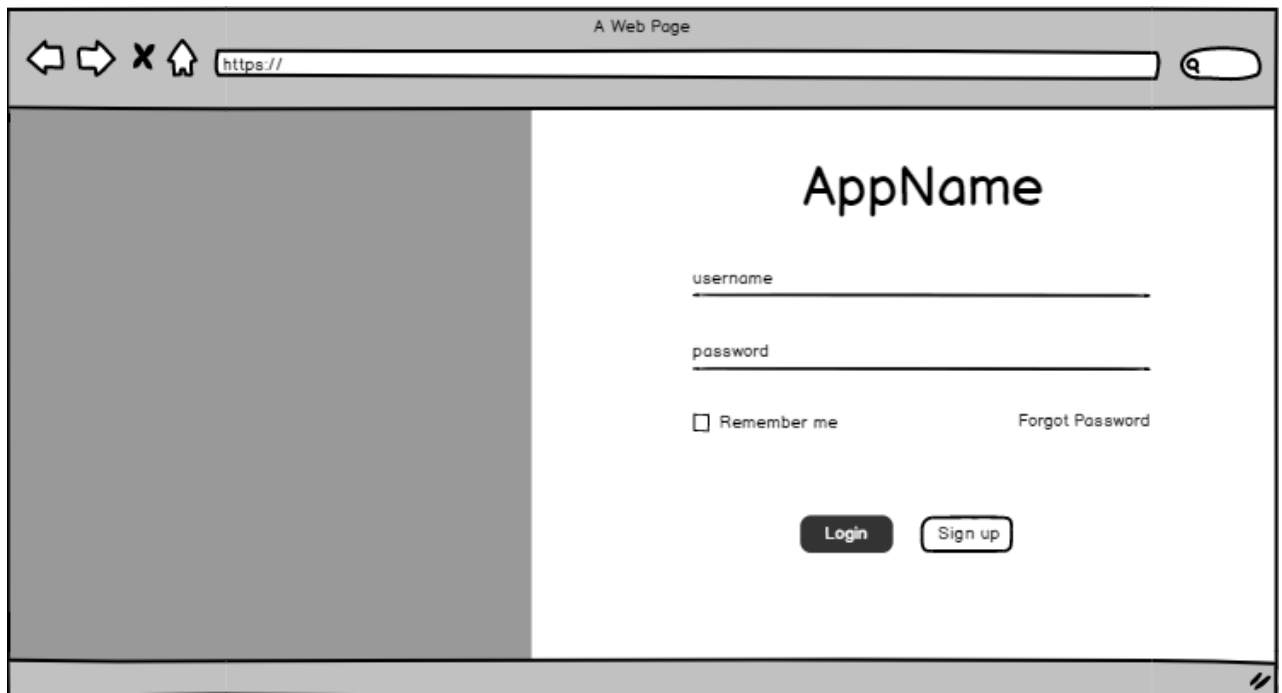 A Web Page
https://
AppName
username
password
Remember me
Forgot Password
Login
Sign up